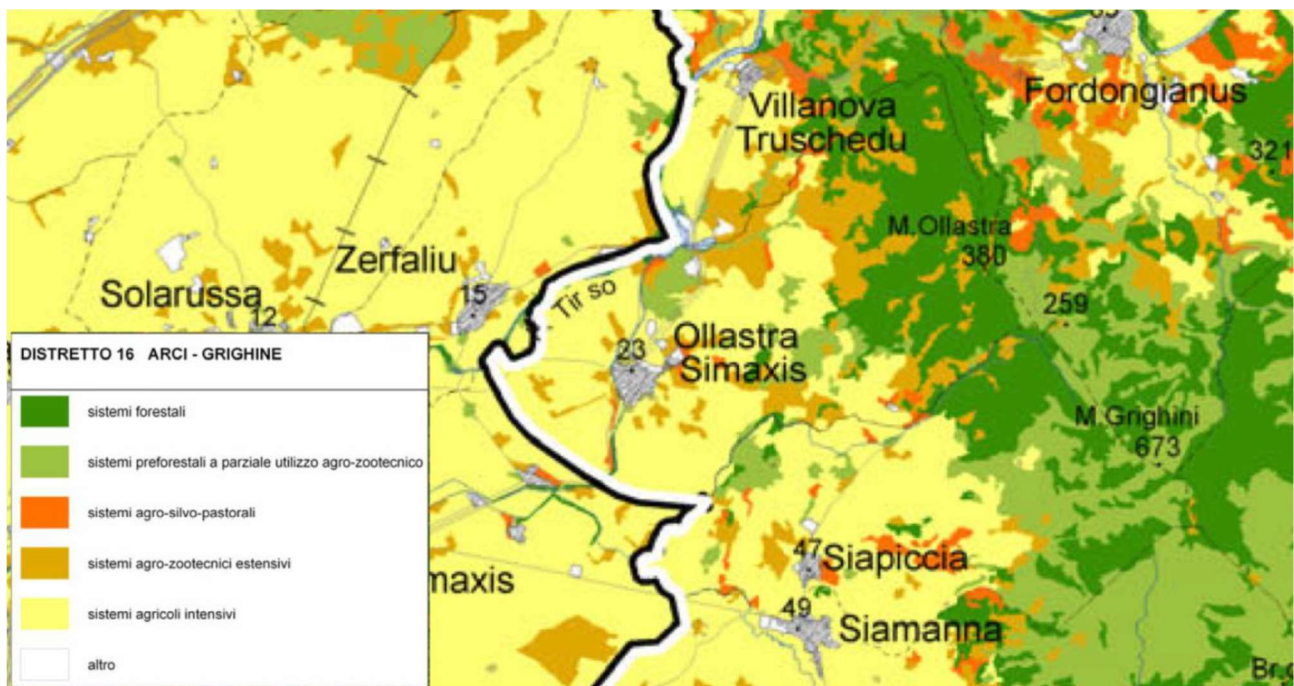 Villanova
Truschedu
Fordongianus
321
M.Ollastra
380
Zerfaliu
15
Solarussa
12
Tir so
259
Ollastra
Simaxis
23
M.Grighini
673
47
Siapiccia
maxis
49
Siamanna
DISTRETTO 16 ARCI - GRIGHINE
sistemi forestali
sistemi preforestali a parziale utilizzo agro-zootecnico
sistemi agro-silvo-pastorali
sistemi agro-zootecnici estensivi
sistemi agricoli intensivi
altro